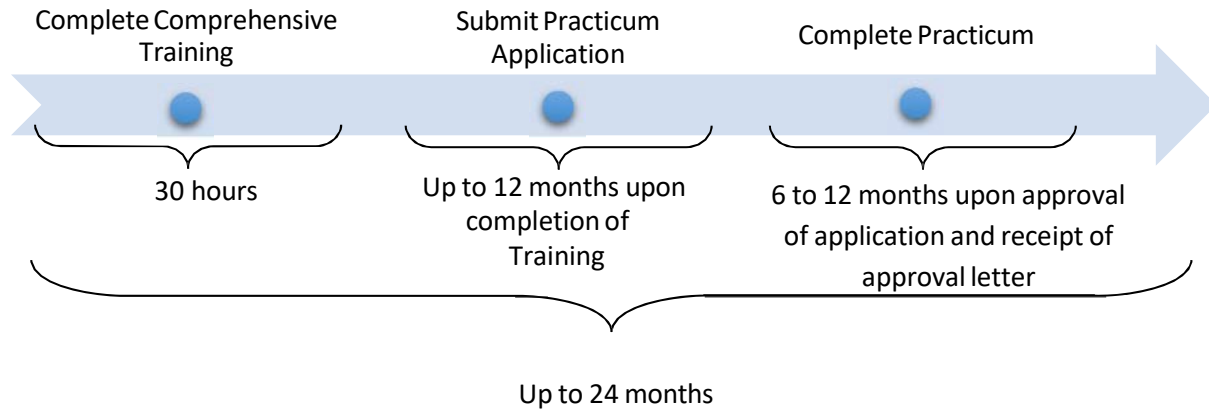 Complete Comprehensive
Training
Submit Practicum
Application
Complete Practicum
30 hours
Up to 12 months upon
completion of
Training
6 to 12 months upon approval
of application and receipt of
approval letter
Up to 24 months